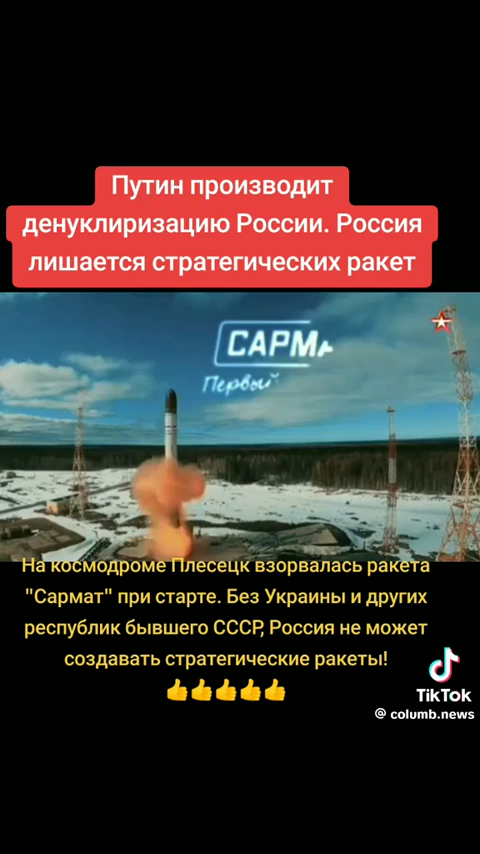 Путин производит
денуклиризацию России. Россия
лишается стратегических ракет
САРМА
Первый
На космодроме Плесецк взорвалась ракета
"Сармат" при старте. Без Украины и других
республик бывшего СССР, Россия не может
создавать стратегические ракеты!
👍👍👍👍👍
TikTok
@ columb.news